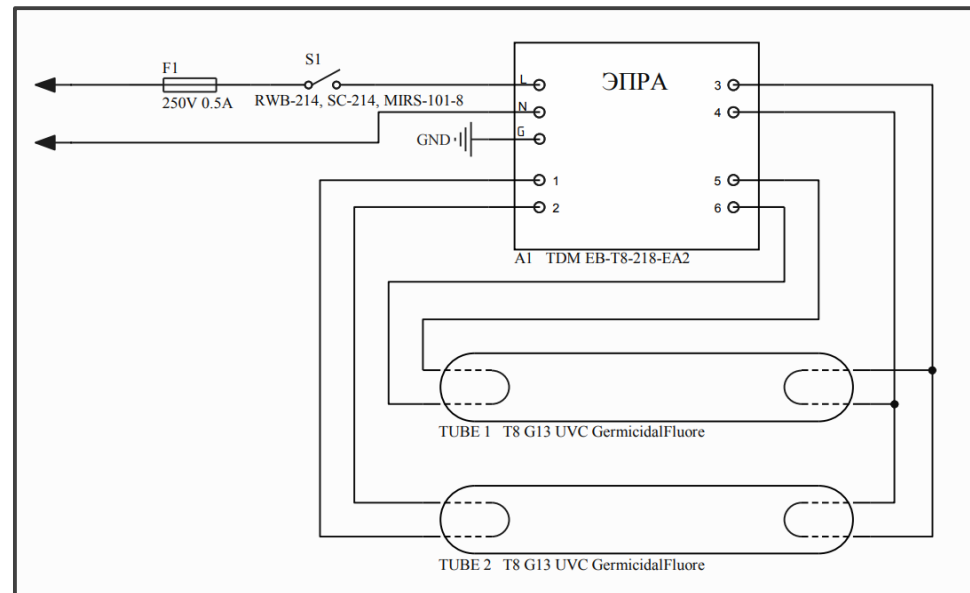 F1
250V 0.5A
S1
RWB-214, SC-214, MIRS-101-8
GND
L
N
G
1
2
ЭПРА
3
4
5
6
A1 TDM EB-T8-218-EA2
TUBE 1 T8 G13 UVC GermicidalFluore
TUBE 2 T8 G13 UVC GermicidalFluore